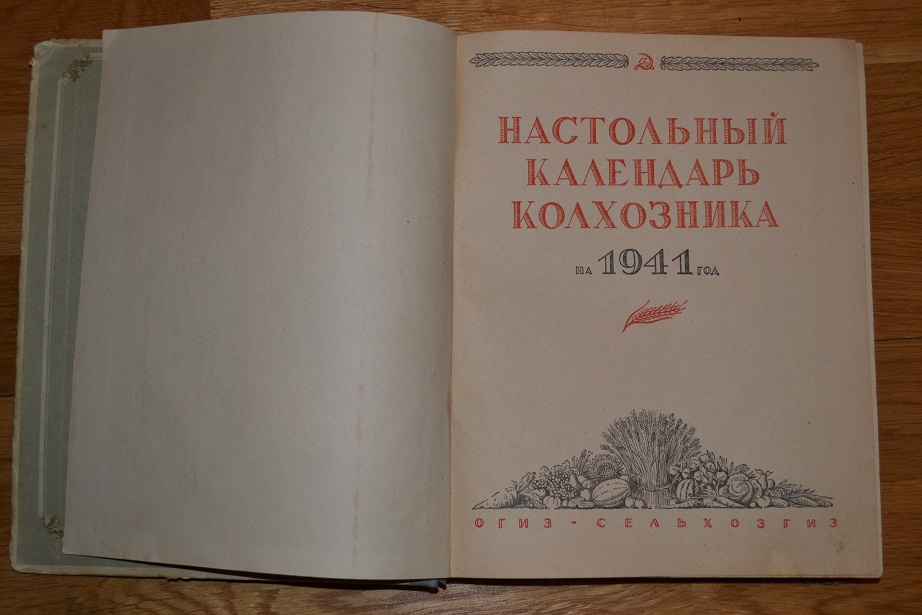 НАСТОЛЬНЫЙ
КАЛЕНДАРЬ
КОЛХОЗНИКА
НА 1941 ГОД
ОГИЗ - СЕЛЬХОЗГИЗ